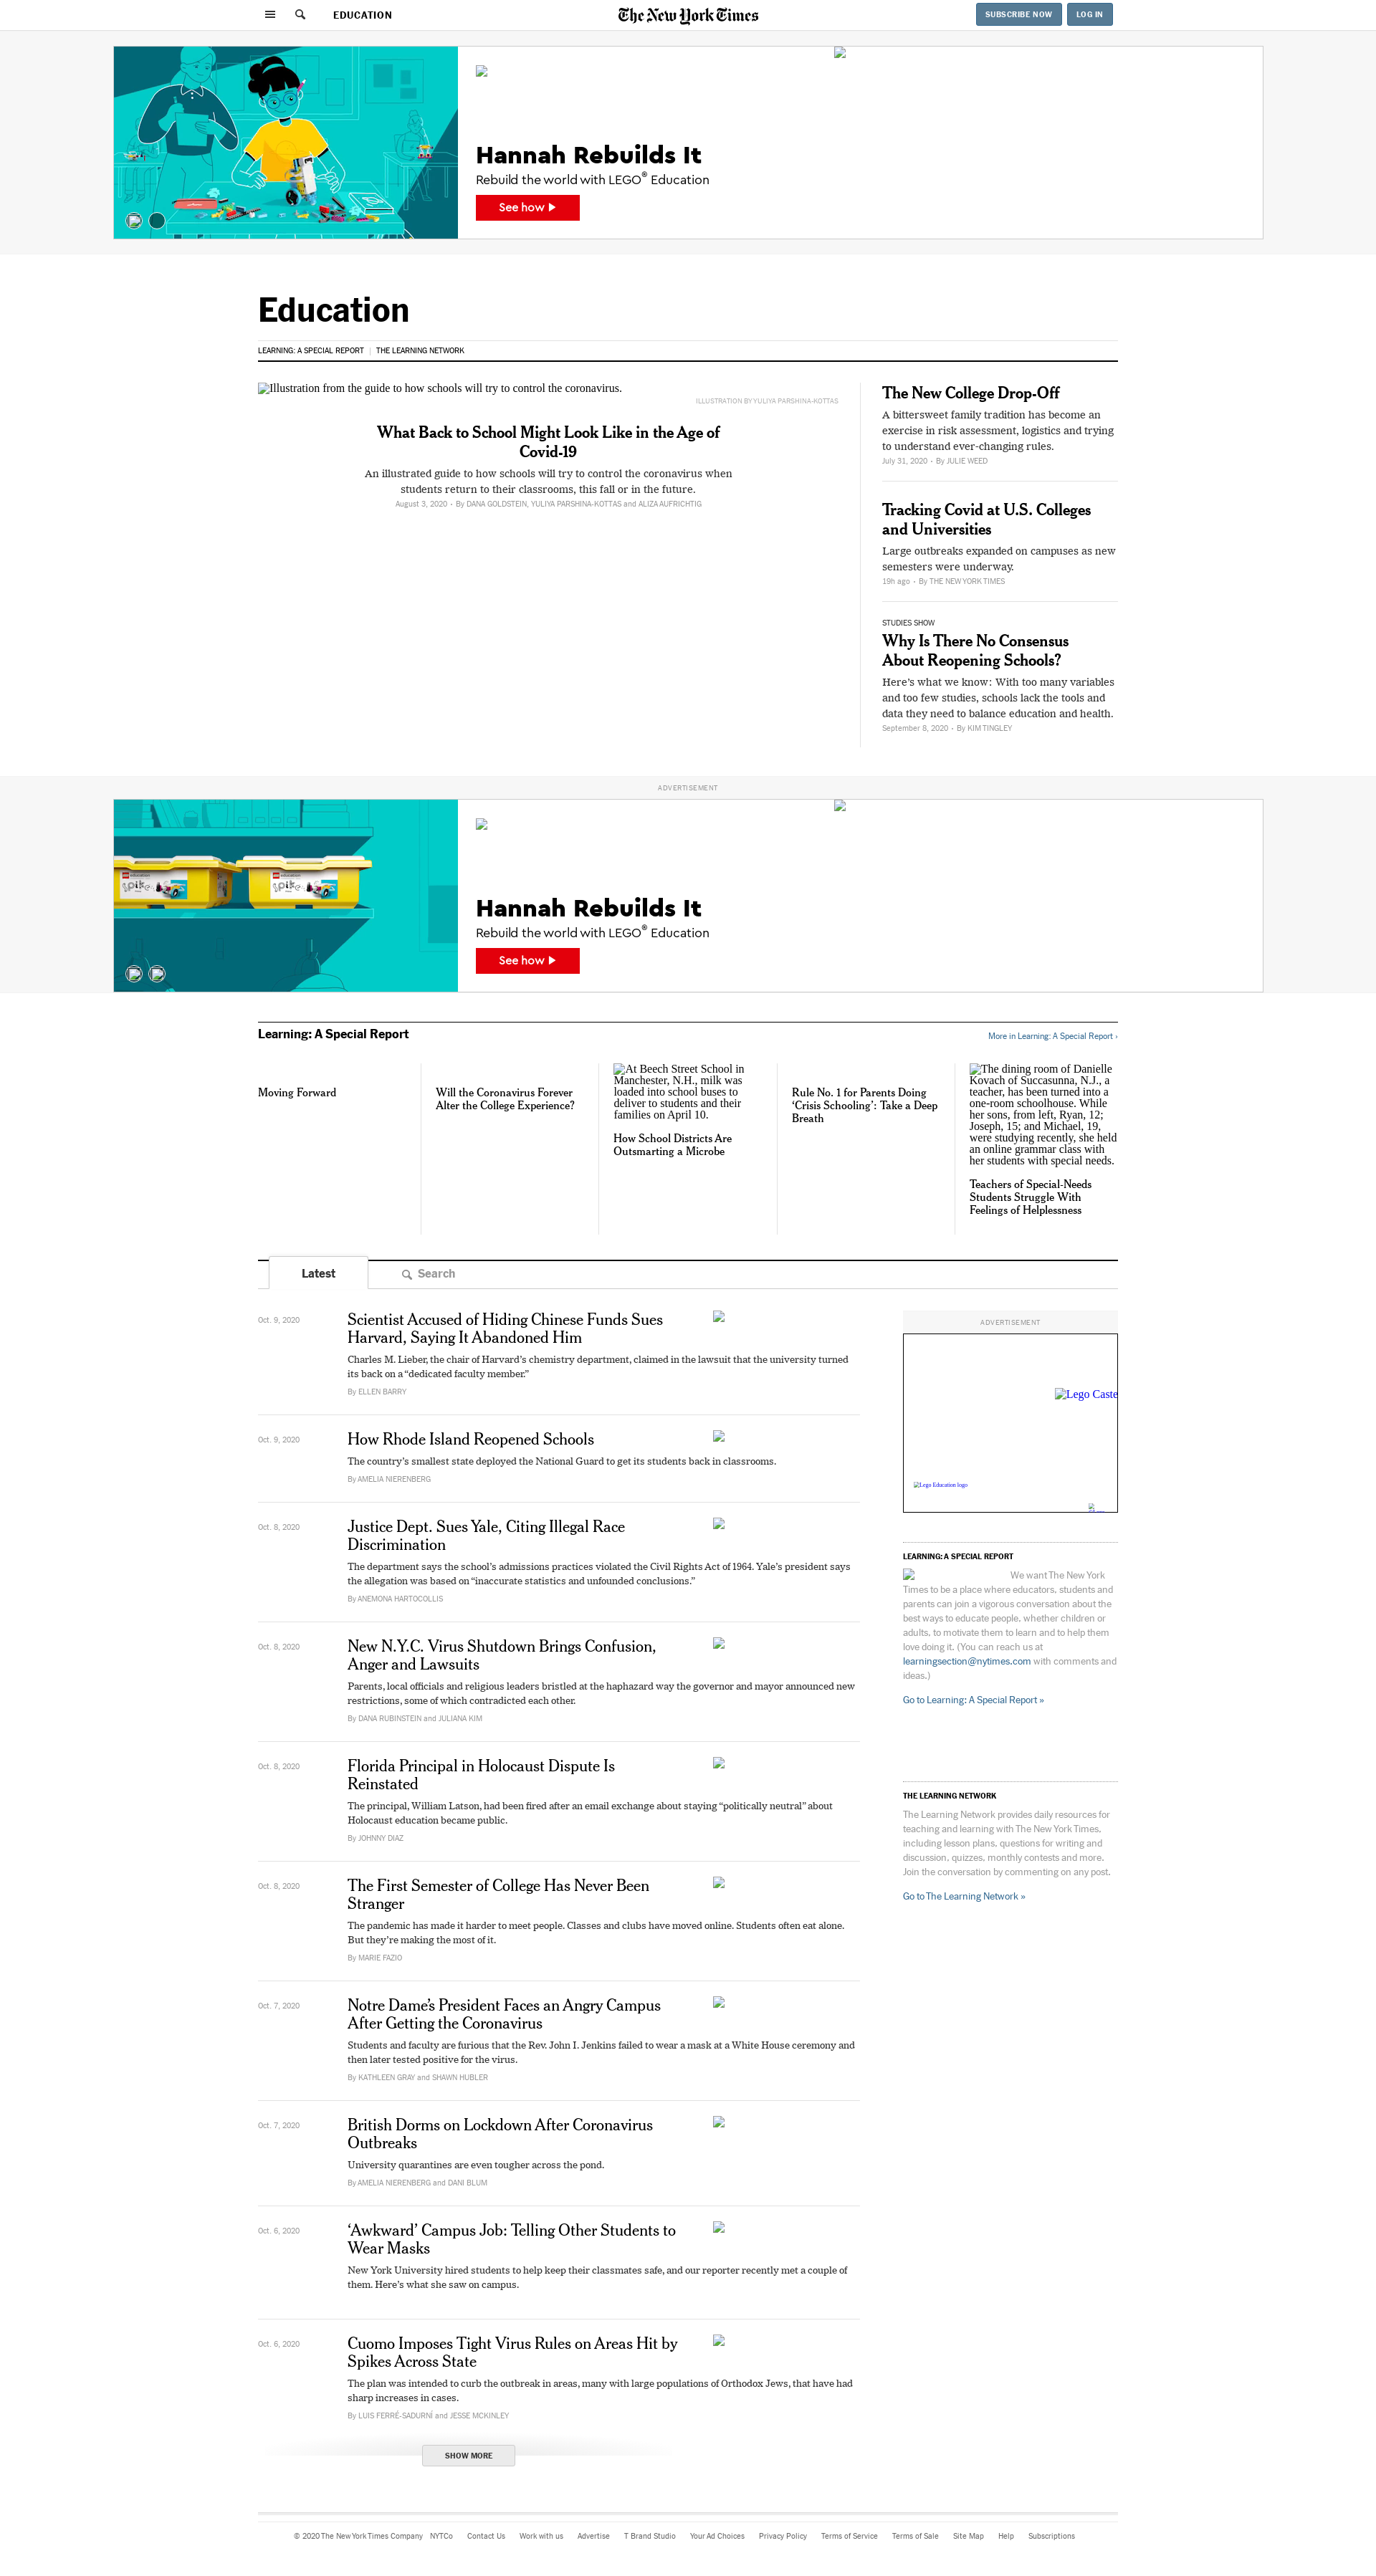 EDUCATION
The New York Times
SUBSCRIBE NOW
LOG IN
Hannah Rebuilds It
Rebuild the world with LEGO® Education
See how
Education
LEARNING: A SPECIAL REPORT | THE LEARNING NETWORK
Illustration from the guide to how schools will try to control the coronavirus.
ILLUSTRATION BY YULIYA PARSHINA-KOTTAS
What Back to School Might Look Like in the Age of
Covid-19
An illustrated guide to how schools will try to control the coronavirus when
students return to their classrooms, this fall or in the future.
August 3, 2020 • By DANA GOLDSTEIN, YULIYA PARSHINA-KOTTAS and ALIZA AUFRICHTIG
The New College Drop-Off
A bittersweet family tradition has become an
exercise in risk assessment, logistics and trying
to understand ever-changing rules.
July 31, 2020 • By JULIE WEED
Tracking Covid at U.S. Colleges
and Universities
Large outbreaks expanded on campuses as new
semesters were underway.
19h ago • By THE NEW YORK TIMES
STUDIES SHOW
Why Is There No Consensus
About Reopening Schools?
Here's what we know: With too many variables
and too few studies, schools lack the tools and
data they need to balance education and health.
September 8, 2020 • By KIM TINGLEY
ADVERTISEMENT
Hannah Rebuilds It
Rebuild the world with LEGO® Education
See how
Learning: A Special Report
More in Learning: A Special Report ›
Moving Forward
Will the Coronavirus Forever
Alter the College Experience?
At Beech Street School in
Manchester, N.H., milk was
loaded into school buses to
deliver to students and their
families on April 10.
How School Districts Are
Outsmarting a Microbe
Rule No. 1 for Parents Doing
‘Crisis Schooling’: Take a Deep
Breath
The dining room of Danielle
Kovach of Succasunna, N.J., a
teacher, has been turned into a
one-room schoolhouse. While
her sons, from left, Ryan, 12;
Joseph, 15; and Michael, 19,
were studying recently, she held
an online grammar class with
her students with special needs.
Teachers of Special-Needs
Students Struggle With
Feelings of Helplessness
Latest
Search
Oct. 9, 2020
Scientist Accused of Hiding Chinese Funds Sues
Harvard, Saying It Abandoned Him
Charles M. Lieber, the chair of Harvard’s chemistry department, claimed in the lawsuit that the university turned
its back on a “dedicated faculty member.”
By ELLEN BARRY
Oct. 9, 2020
How Rhode Island Reopened Schools
The country’s smallest state deployed the National Guard to get its students back in classrooms.
By AMELIA NIERENBERG
Oct. 8, 2020
Justice Dept. Sues Yale, Citing Illegal Race
Discrimination
The department says the school’s admissions practices violated the Civil Rights Act of 1964. Yale’s president says
the allegation was based on “inaccurate statistics and unfounded conclusions.”
By ANEMONA HARTOCOLLIS
Oct. 8, 2020
New N.Y.C. Virus Shutdown Brings Confusion,
Anger and Lawsuits
Parents, local officials and religious leaders bristled at the haphazard way the governor and mayor announced new
restrictions, some of which contradicted each other.
By DANA RUBINSTEIN and JULIANA KIM
Oct. 8, 2020
Florida Principal in Holocaust Dispute Is
Reinstated
The principal, William Latson, had been fired after an email exchange about staying “politically neutral” about
Holocaust education became public.
By JOHNNY DIAZ
Oct. 8, 2020
The First Semester of College Has Never Been
Stranger
The pandemic has made it harder to meet people. Classes and clubs have moved online. Students often eat alone.
But they’re making the most of it.
By MARIE FAZIO
Oct. 7, 2020
Notre Dame’s President Faces an Angry Campus
After Getting the Coronavirus
Students and faculty are furious that the Rev. John I. Jenkins failed to wear a mask at a White House ceremony and
then later tested positive for the virus.
By KATHLEEN GRAY and SHAWN HUBLER
Oct. 7, 2020
British Dorms on Lockdown After Coronavirus
Outbreaks
University quarantines are even tougher across the pond.
By AMELIA NIERENBERG and DANI BLUM
Oct. 6, 2020
‘Awkward’ Campus Job: Telling Other Students to
Wear Masks
New York University hired students to help keep their classmates safe, and our reporter recently met a couple of
them. Here’s what she saw on campus.
Oct. 6, 2020
Cuomo Imposes Tight Virus Rules on Areas Hit by
Spikes Across State
The plan was intended to curb the outbreak in areas, many with large populations of Orthodox Jews, that have had
sharp increases in cases.
By LUIS FERRÉ-SADURNÍ and JESSE MCKINLEY
SHOW MORE
ADVERTISEMENT
Lego Caste
Lego Education logo
LEARNING: A SPECIAL REPORT
We want The New York
Times to be a place where educators, students and
parents can join a vigorous conversation about the
best ways to educate people, whether children or
adults, to motivate them to learn and to help them
love doing it. (You can reach us at
learningsection@nytimes.com with comments and
ideas.)
Go to Learning: A Special Report »
THE LEARNING NETWORK
The Learning Network provides daily resources for
teaching and learning with The New York Times,
including lesson plans, questions for writing and
discussion, quizzes, monthly contests and more.
Join the conversation by commenting on any post.
Go to The Learning Network »
© 2020 The New York Times Company NYTCo Contact Us Work with us Advertise T Brand Studio Your Ad Choices Privacy Policy Terms of Service Terms of Sale Site Map Help Subscriptions